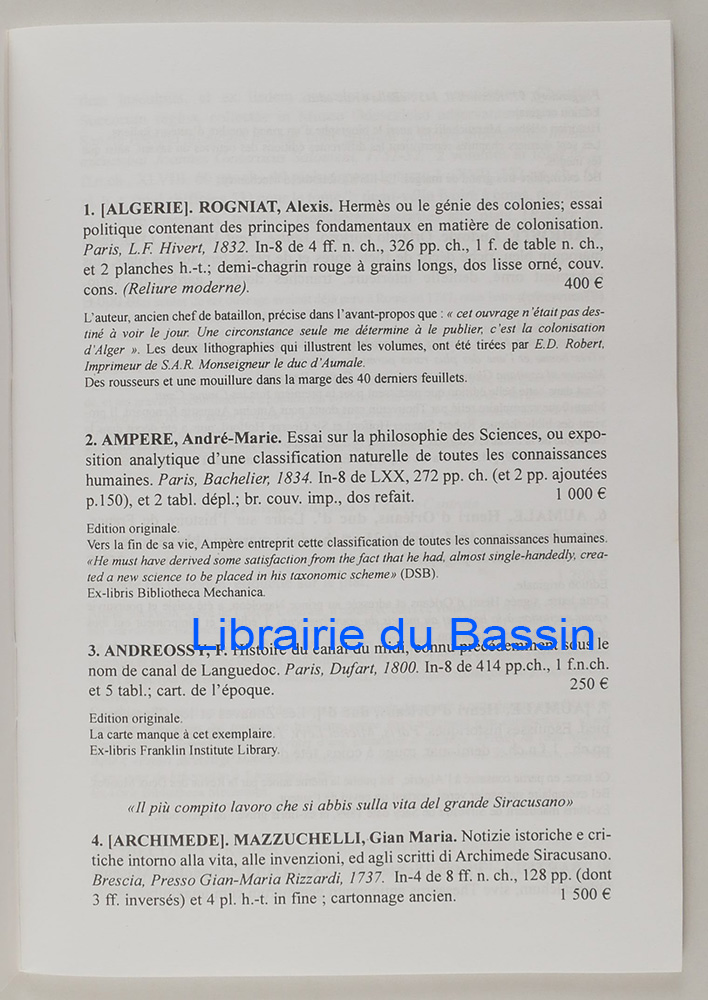 1. [ALGERIE]. ROGNIAT, Alexis. Hermès ou le génie des colonies; essai
politique contenant des principes fondamentaux en matière de colonisation.
Paris, L.F. Hivert, 1832. In-8 de 4 ff. n. ch., 326 pp. ch., 1 f. de table n. ch.,
et 2 planches h.-t.; demi-chagrin rouge à grains longs, dos lisse orné, couv.
cons. (Reliure moderne). 400 €
L'auteur, ancien chef de bataillon, précise dans l'avant-propos que : « cet ouvrage n'était pas des-
tiné à voir le jour. Une circonstance seule me détermine à le publier, c'est la colonisation
d'Alger ». Les deux lithographies qui illustrent les volumes, ont été tirées par E.D. Robert,
Imprimeur de S.A.R. Monseigneur le duc d'Aumale.
Des rousseurs et une mouillure dans la marge des 40 derniers feuillets.
2. AMPERE, André-Marie. Essai sur la philosophie des Sciences, ou expo-
sition analytique d'une classification naturelle de toutes les connaissances
humaines. Paris, Bachelier, 1834. In-8 de LXX, 272 pp. ch. (et 2 pp. ajoutées
p.150), et 2 tabl. dépl.; br. couv. imp., dos refait. 1 000 €
Edition originale.
Vers la fin de sa vie, Ampère entreprit cette classification de toutes les connaissances humaines.
«He must have derived some satisfaction from the fact that he had, almost single-handedly, crea-
ted a new science to be placed in his taxonomic scheme» (DSB).
Ex-libris Bibliotheca Mechanica.
Librairie du Bassin
3. ANDREOSSY, F. Histoire du canal du midi, connu précédemment sous le
nom de canal de Languedoc. Paris, Dufart, 1800. In-8 de 414 pp.ch., 1 f.n.ch.
et 5 tabl.; cart. de l'époque. 250 €
Edition originale.
La carte manque à cet exemplaire.
Ex-libris Franklin Institute Library.
«Il più compito lavoro che si abbis sulla vita del grande Siracusano»
4. [ARCHIMEDE]. MAZZUCHELLI, Gian Maria. Notizie istoriche e cri-
tiche intorno alla vita, alle invenzioni, ed agli scritti di Archimede Siracusano.
Brescia, Presso Gian-Maria Rizzardi, 1737. In-4 de 8 ff. n. ch., 128 pp. (dont
3 ff. inversés) et 4 pl. h.-t. in fine ; cartonnage ancien. 1 500 €